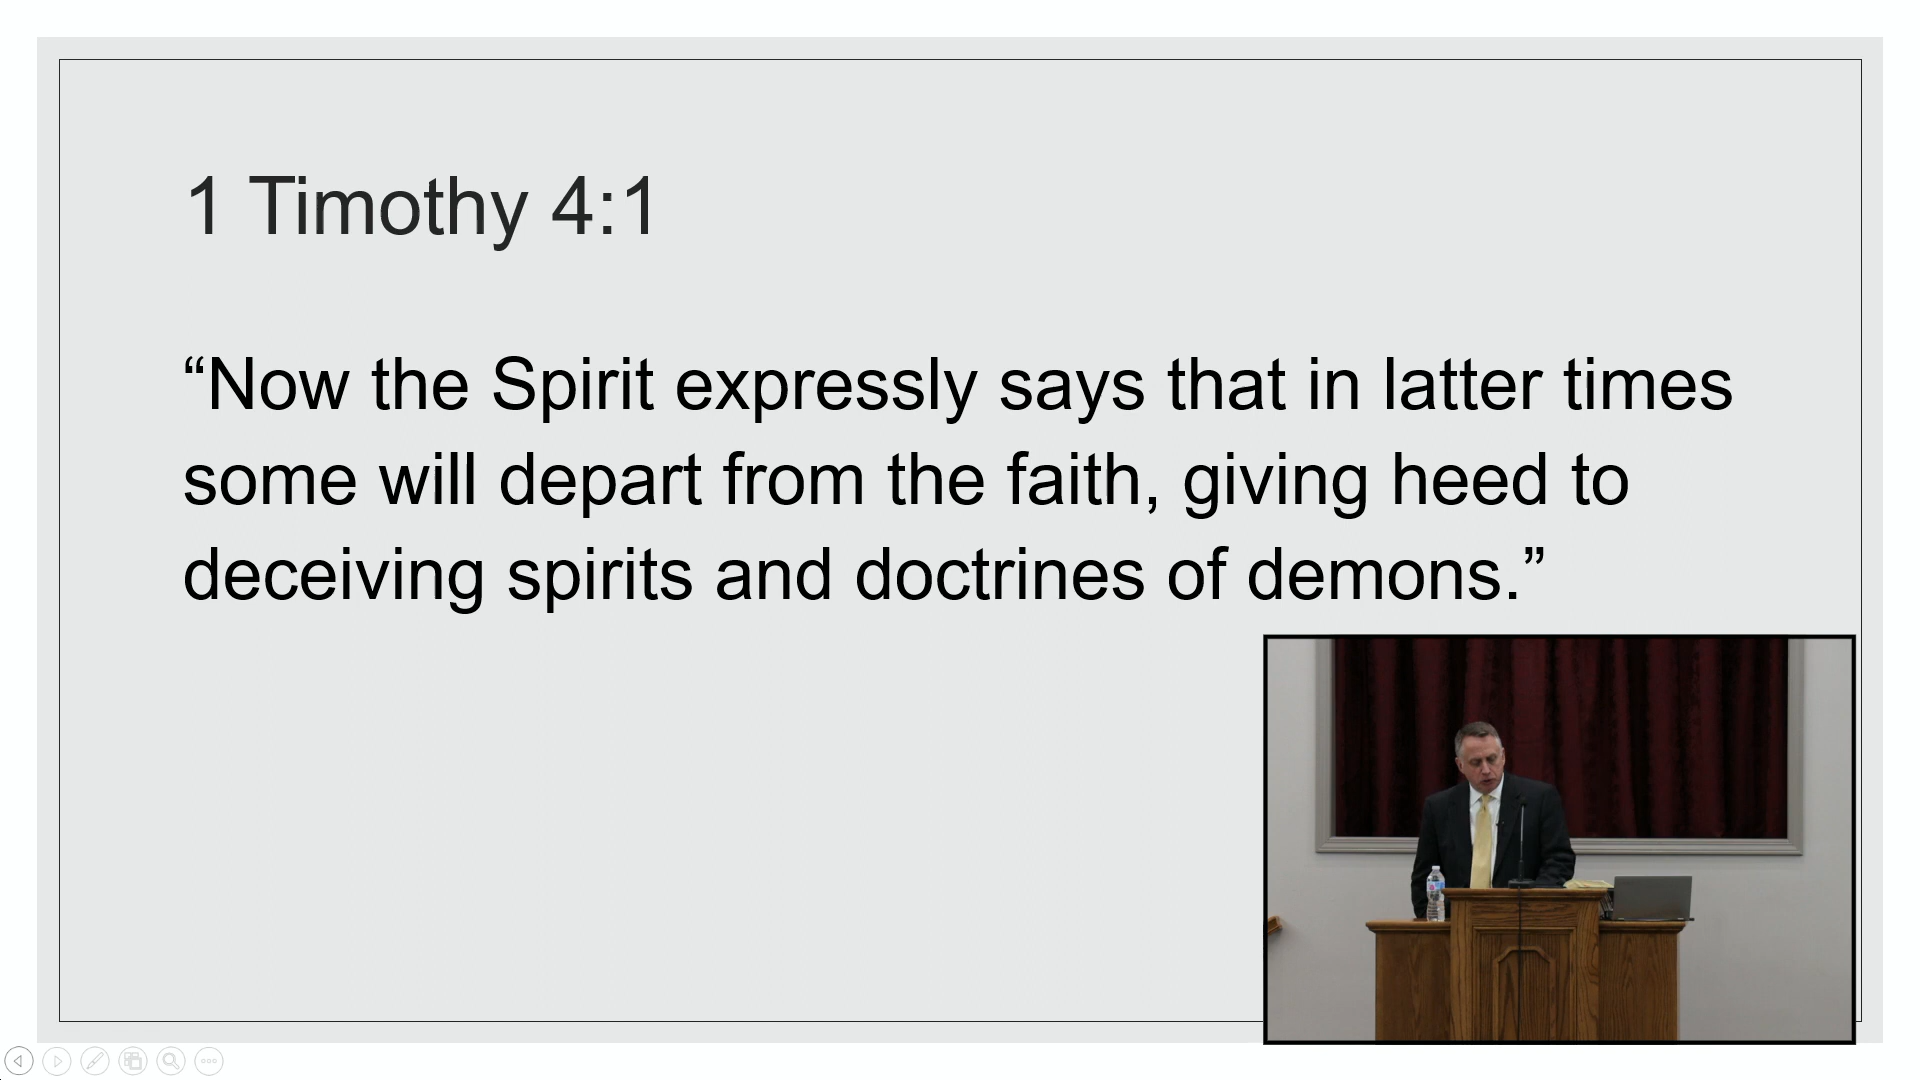 1 Timothy 4:1
“Now the Spirit expressly says that in latter times
some will depart from the faith, giving heed to
deceiving spirits and doctrines of demons.”